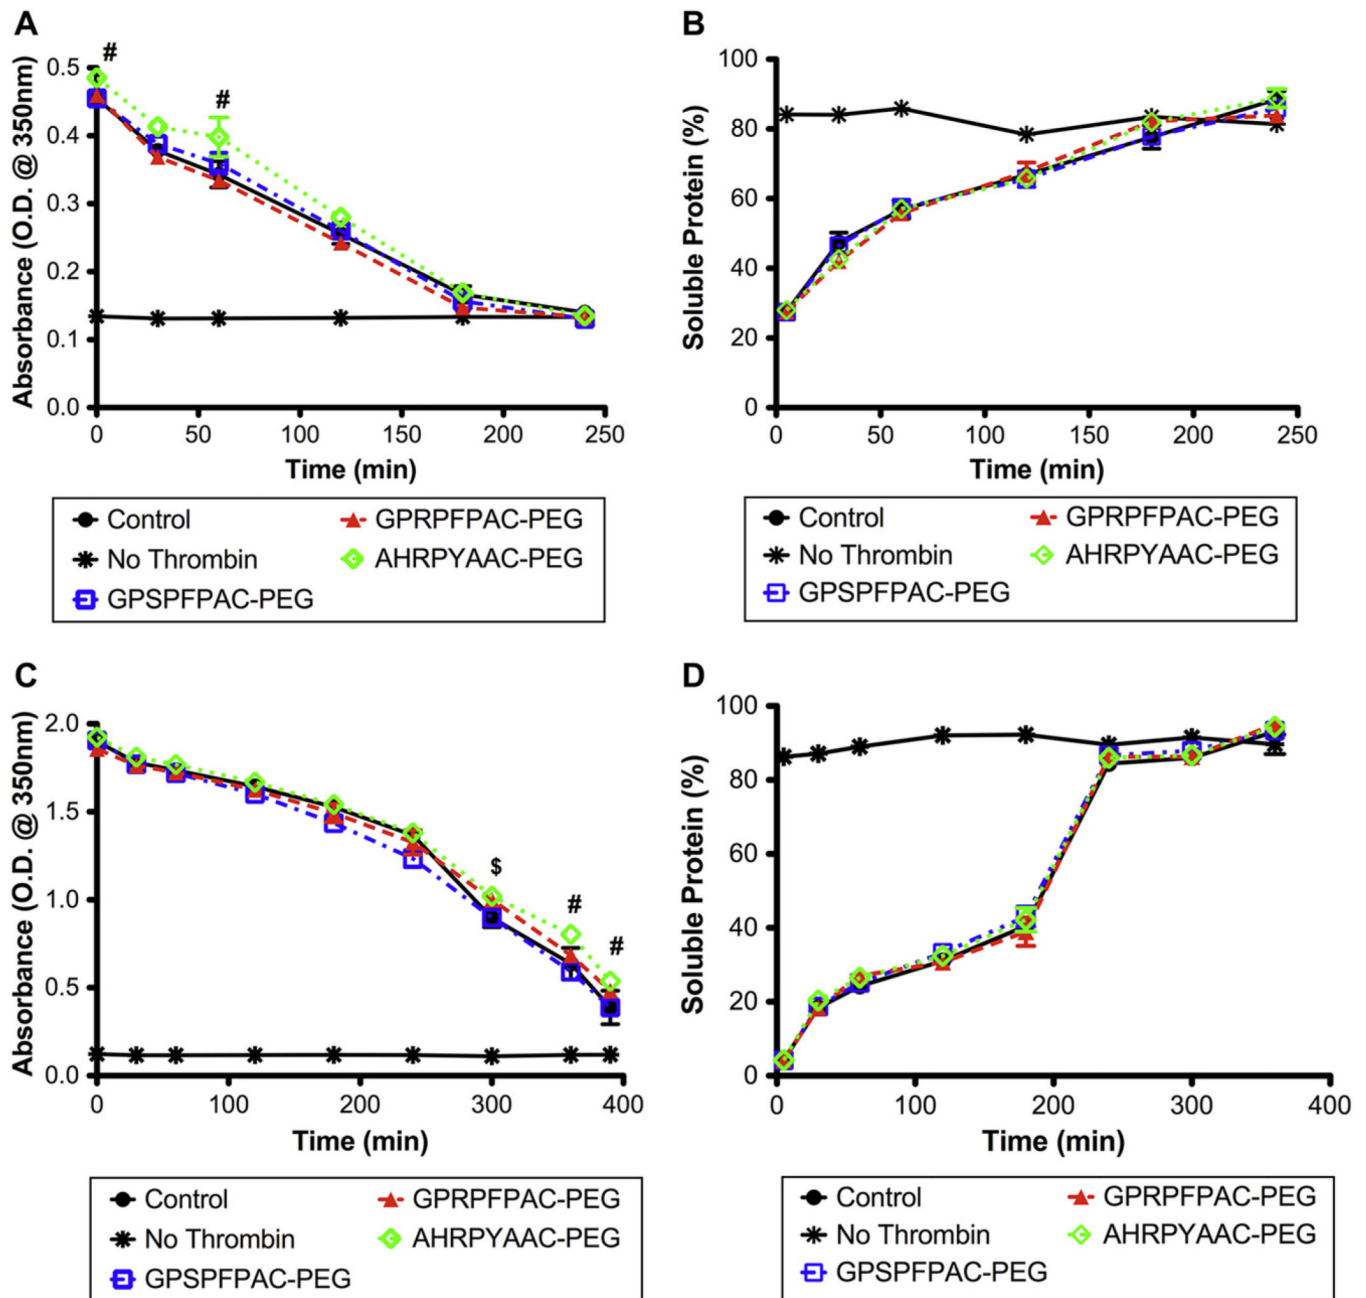 A
#
#
0.5
0.4
0.3
0.2
0.1
0.0
Absorbance (O.D. @ 350nm)
0 50 100 150 200 250
Time (min)
Control
GPRPFPAC-PEG
No Thrombin
AHRPYAAC-PEG
GPSPFPAC-PEG
B
100
80
60
40
20
0
Soluble Protein (%)
0 50 100 150 200 250
Time (min)
Control
GPRPFPAC-PEG
No Thrombin
AHRPYAAC-PEG
GPSPFPAC-PEG
C
$
#
#
2.0
1.5
1.0
0.5
0.0
Absorbance (O.D. @ 350nm)
0 100 200 300 400
Time (min)
Control
GPRPFPAC-PEG
No Thrombin
AHRPYAAC-PEG
GPSPFPAC-PEG
D
100
80
60
40
20
0
Soluble Protein (%)
0 100 200 300 400
Time (min)
Control
GPRPFPAC-PEG
No Thrombin
AHRPYAAC-PEG
GPSPFPAC-PEG